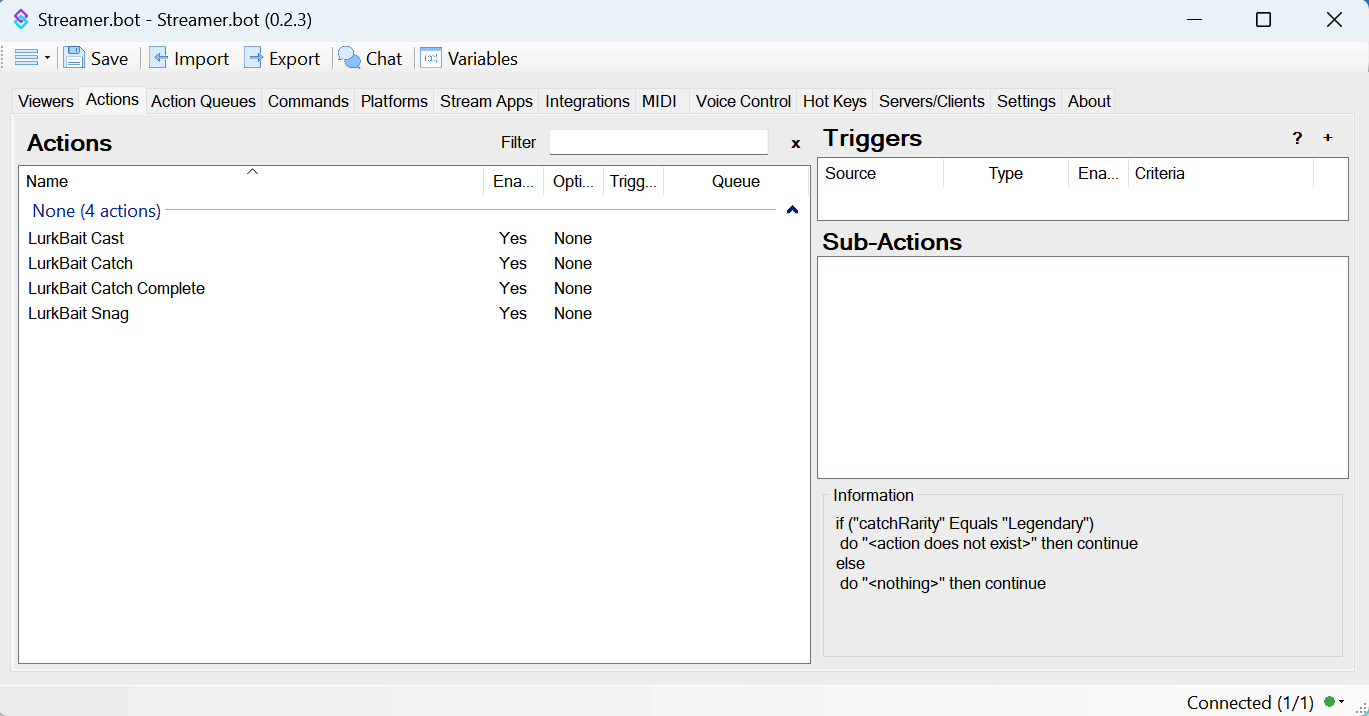 Streamer.bot - Streamer.bot (0.2.3)
Save Import Export Chat Variables
Viewers Actions Action Queues Commands Platforms Stream Apps Integrations MIDI Voice Control Hot Keys Servers/Clients Settings About
Actions Filter x
Name Ena... Opti... Trigg... Queue
None (4 actions)
LurkBait Cast Yes None
LurkBait Catch Yes None
LurkBait Catch Complete Yes None
LurkBait Snag Yes None
Triggers ? +
Source Type Ena... Criteria
Sub-Actions
Information
if ("catchRarity" Equals "Legendary")
do "<action does not exist>" then continue
else
do "<nothing>" then continue
Connected (1/1)